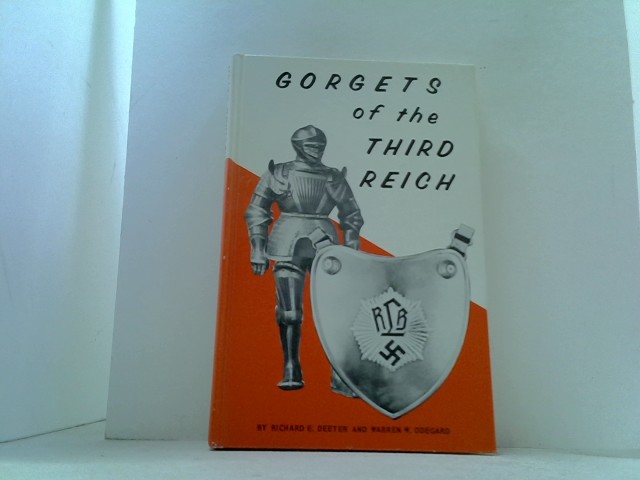 GORGETS
of the
THIRD
REICH
RLB
BY RICHARD E. DEETER AND WARREN W. ODEGARD